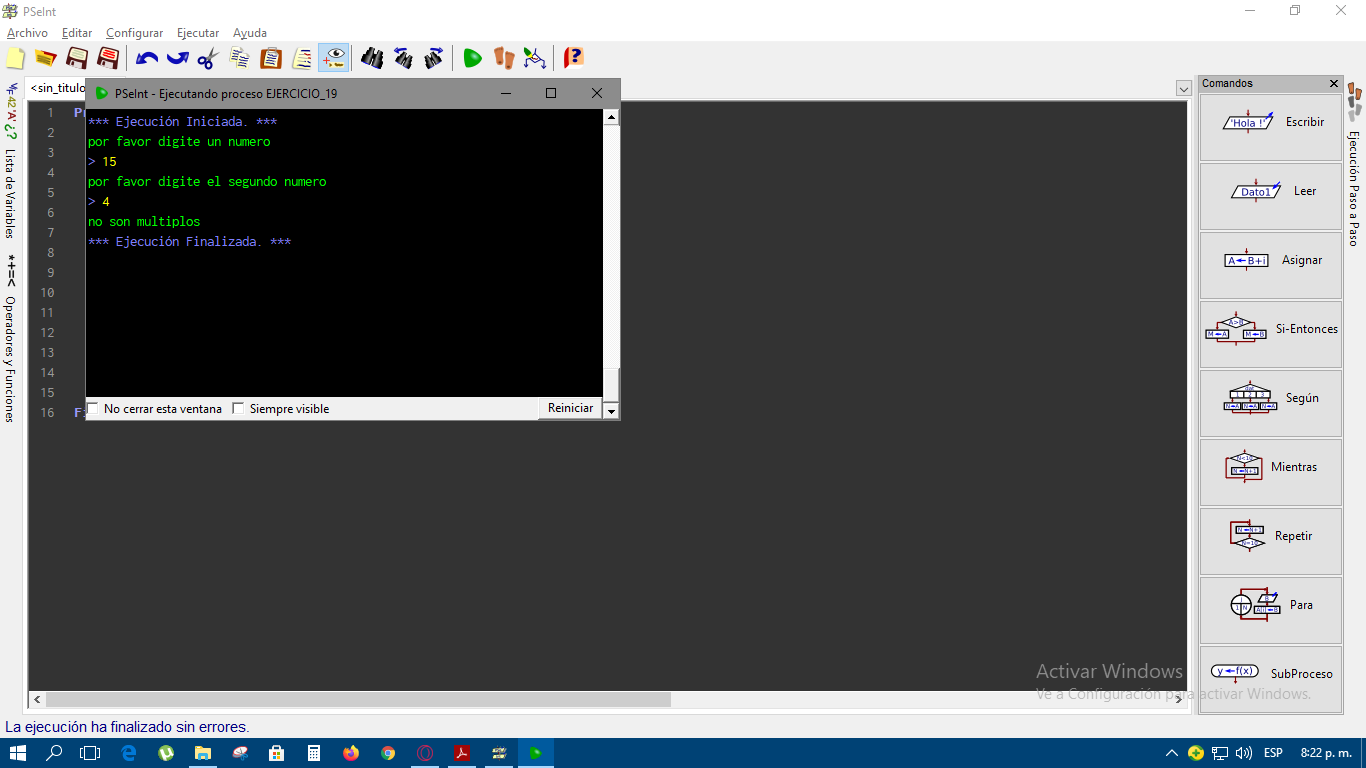 PSeInt
Archivo Editar Configurar Ejecutar Ayuda
<sin_titulo
PSeInt - Ejecutando proceso EJERCICIO_19
*** Ejecución Iniciada. ***
por favor digite un numero
> 15
por favor digite el segundo numero
> 4
no son multiplos
*** Ejecución Finalizada. ***
No cerrar esta ventana
Siempre visible
Reiniciar
1
2
3
4
5
6
7
8
9
10
11
12
13
14
15
16
Lista de Variables
*+=<
Operadores y Funciones
Comandos
'Hola !' Escribir
Dato1 Leer
A←B+i Asignar
A>B M←A M←B Si-Entonces
Según
Mientras
Repetir
Para
y←f(x) SubProceso
Ejecución Paso a Paso
Activar Windows
Ve a Configuración para activar Windows.
La ejecución ha finalizado sin errores.
ESP
8:22 p. m.